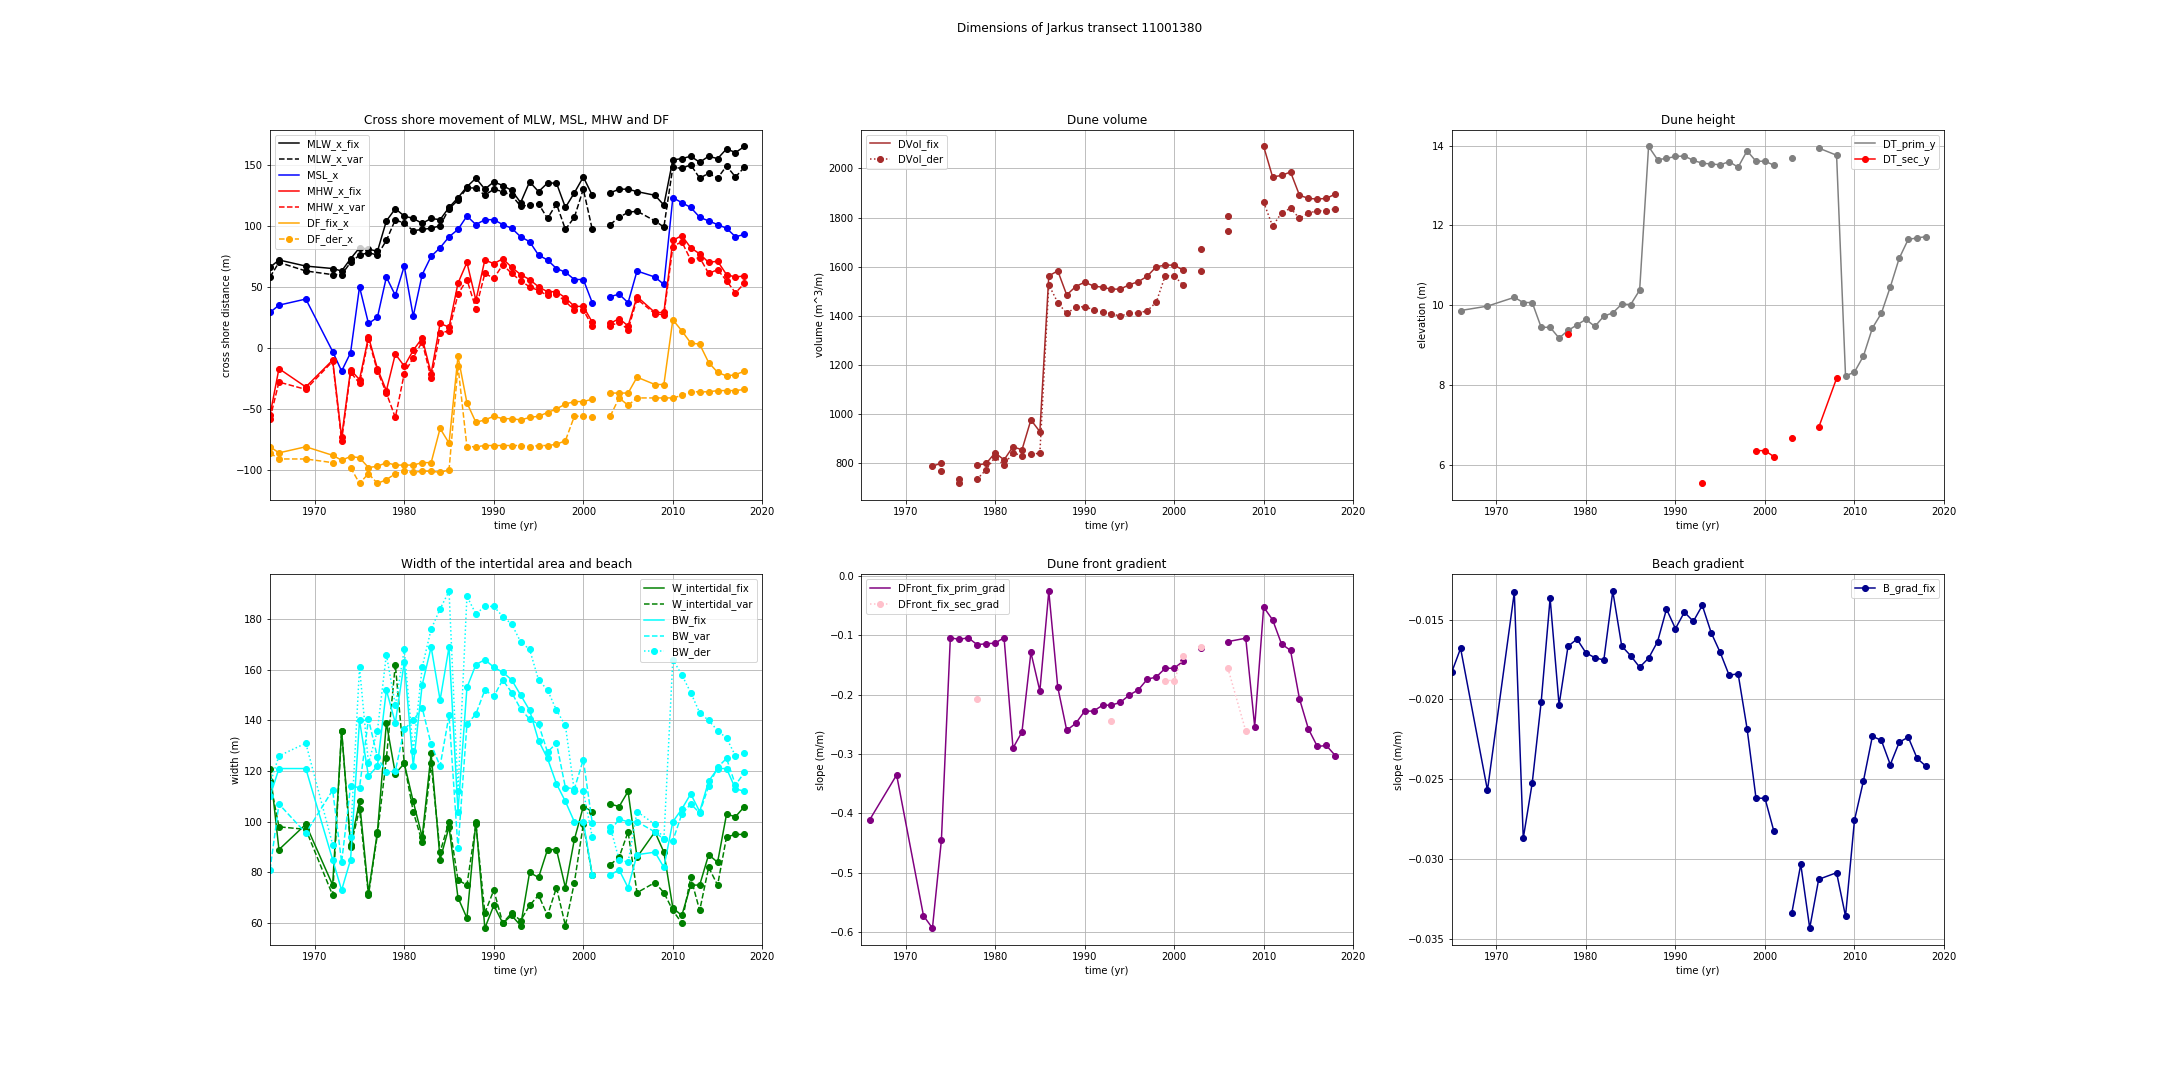 Dimensions of Jarkus transect 11001380
Cross shore movement of MLW, MSL, MHW and DF
MLW_x_fix
MLW_x_var
MSL_x
MHW_x_fix
MHW_x_var
DF_fix_x
DF_der_x
cross shore distance (m)
150
100
50
0
−50
−100
1970 1980 1990 2000 2010 2020
time (yr)
Dune volume
DVol_fix
DVol_der
volume (m^3/m)
2000
1800
1600
1400
1200
1000
800
1970 1980 1990 2000 2010 2020
time (yr)
Dune height
DT_prim_y
DT_sec_y
elevation (m)
14
12
10
8
6
1970 1980 1990 2000 2010 2020
time (yr)
Width of the intertidal area and beach
W_intertidal_fix
W_intertidal_var
BW_fix
BW_var
BW_der
width (m)
180
160
140
120
100
80
60
1970 1980 1990 2000 2010 2020
time (yr)
Dune front gradient
DFront_fix_prim_grad
DFront_fix_sec_grad
slope (m/m)
0.0
−0.1
−0.2
−0.3
−0.4
−0.5
−0.6
1970 1980 1990 2000 2010 2020
time (yr)
Beach gradient
B_grad_fix
slope (m/m)
−0.015
−0.020
−0.025
−0.030
−0.035
1970 1980 1990 2000 2010 2020
time (yr)